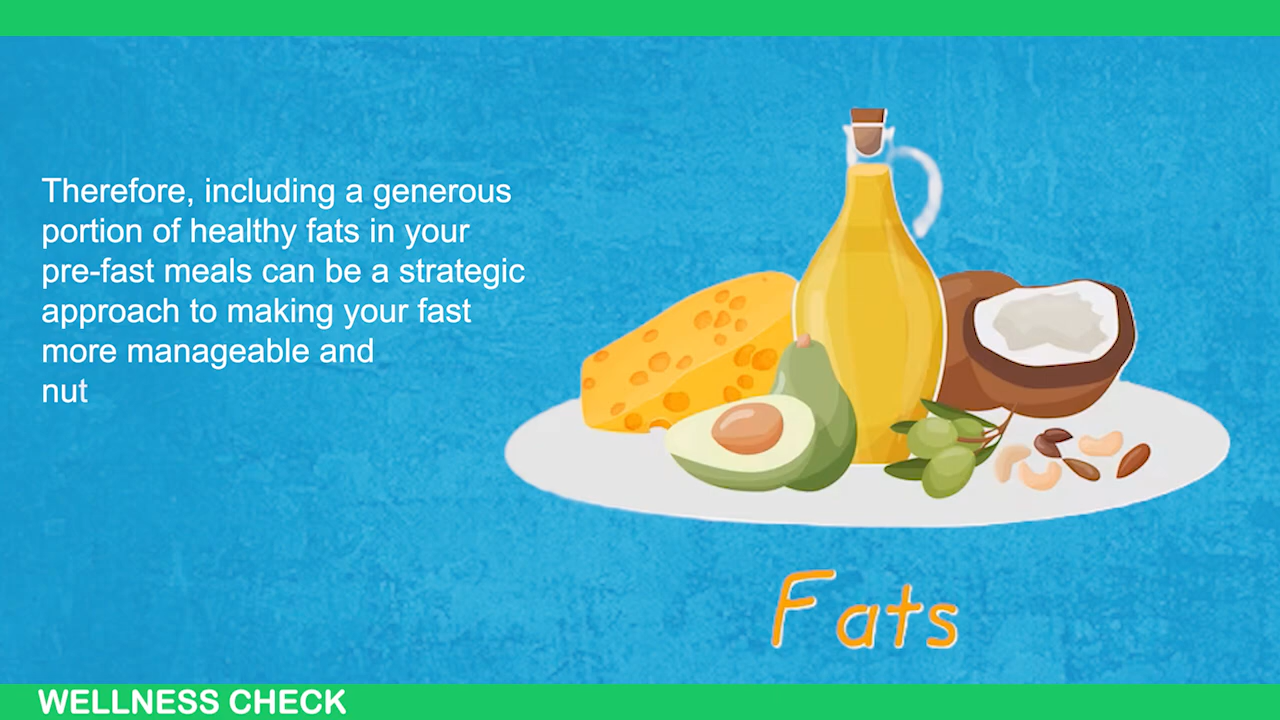 Therefore, including a generous
portion of healthy fats in your
pre-fast meals can be a strategic
approach to making your fast
more manageable and
nut
Fats
WELLNESS CHECK